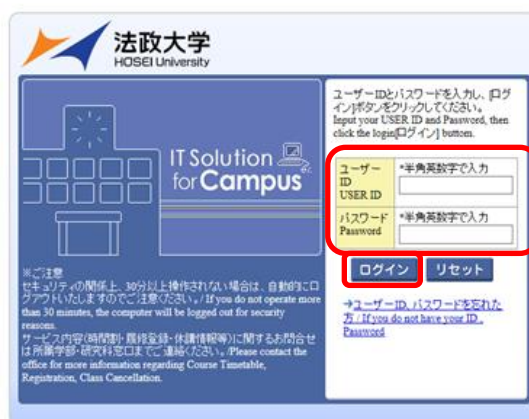 法政大学
HOSEI University
IT Solution
for Campus
※ご注意
セキュリティの関係上、30分以上操作されない場合は、自動的にロ
グアウトいたしますのでご注意ください。/ If you do not operate more
than 30 minutes, the computer will be logged out for security
reasons.
サービス内容(時間割・履修登録・休講情報等)に関するお問合せ
は所属学部・研究科窓口までご連絡ください。/Please contact the
office for more information regarding Course Timetable,
Registration, Class Cancellation.
ユーザーIDとパスワードを入力し、[ログ
イン]ボタンをクリックしてください。
Input your USER ID and Password, then
click the login[ログイン] buttom.
ユーザー
ID
USER ID
*半角英数字で入力
パスワード
Password
*半角英数字で入力
ログイン リセット
→ユーザーID、パスワードを忘れた
方 / If you do not have your ID ,
Password